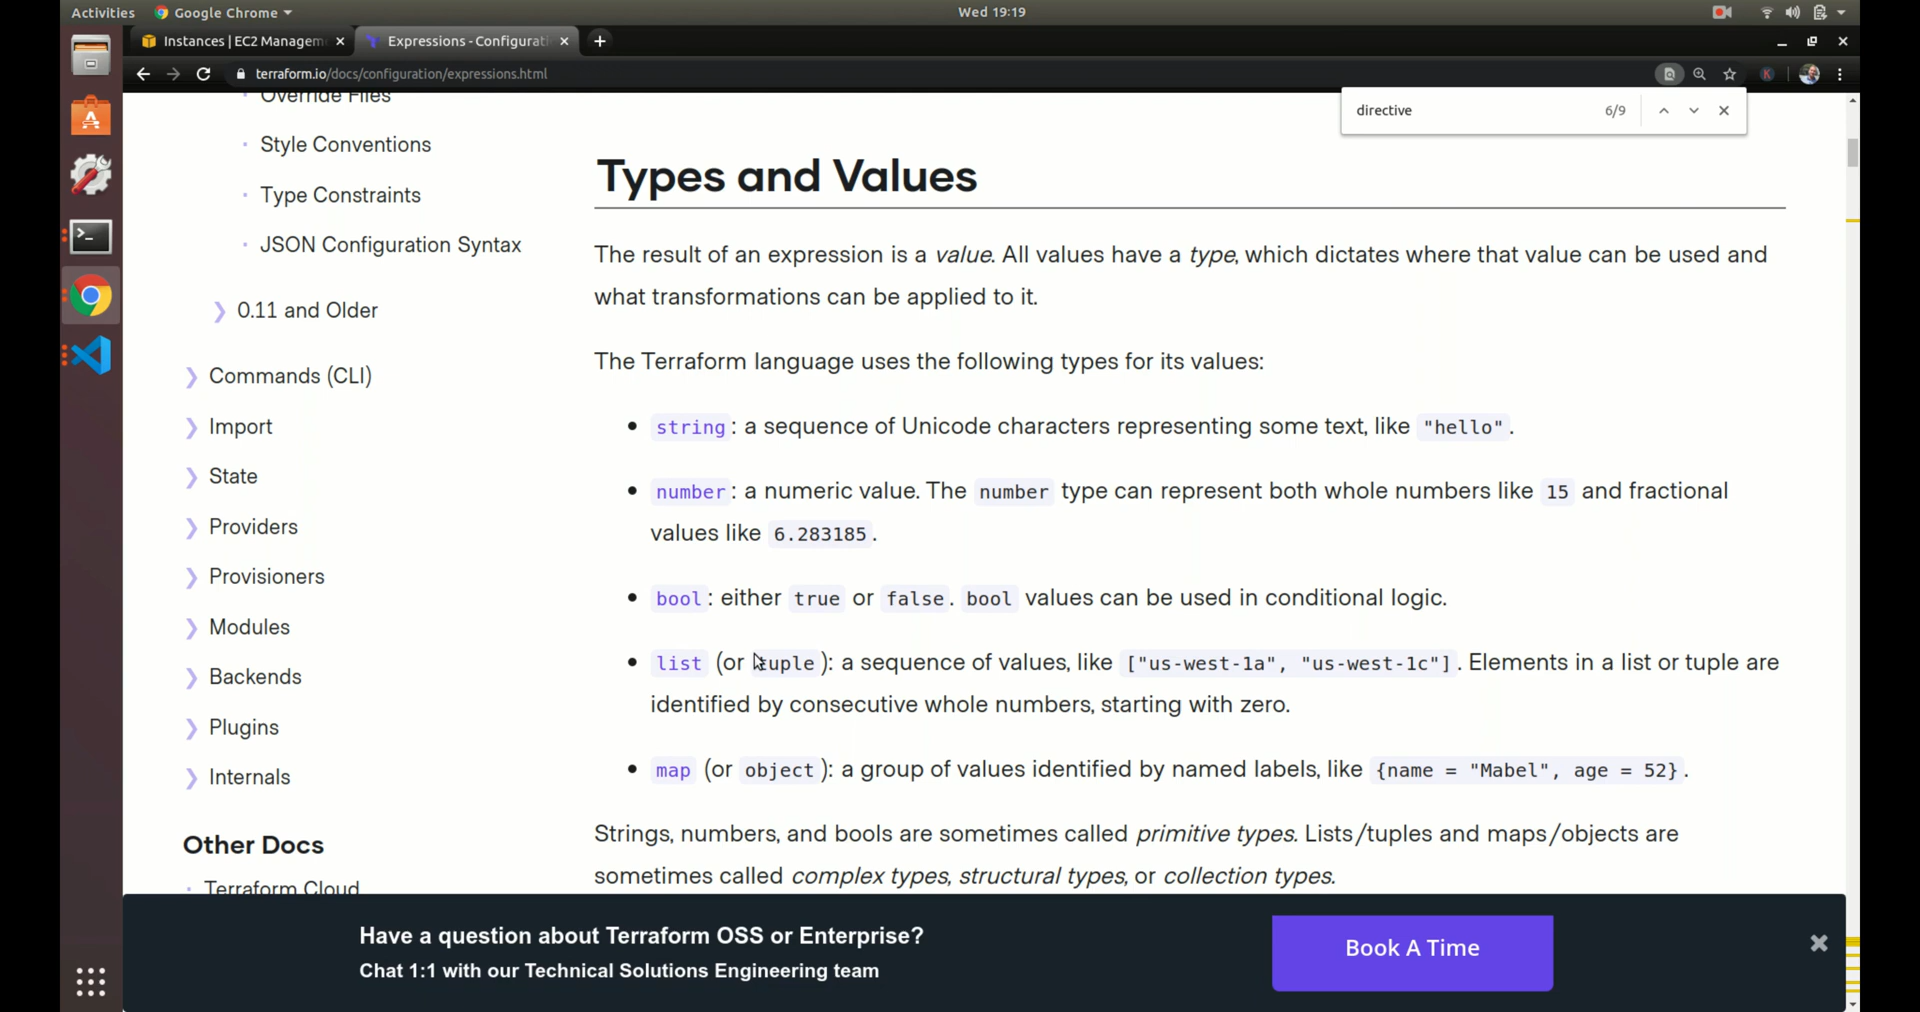 Activities
Google Chrome
Wed 19:19
Instances | EC2 Managem
Expressions - Configurati
terraform.io/docs/configuration/expressions.html
directive
6/9
Override Files
Style Conventions
Type Constraints
JSON Configuration Syntax
0.11 and Older
Commands (CLI)
Import
State
Providers
Provisioners
Modules
Backends
Plugins
Internals
Other Docs
Terraform Cloud
Types and Values
The result of an expression is a value. All values have a type, which dictates where that value can be used and
what transformations can be applied to it.
The Terraform language uses the following types for its values:
string: a sequence of Unicode characters representing some text, like "hello".
number: a numeric value. The number type can represent both whole numbers like 15 and fractional
values like 6.283185.
bool: either true or false. bool values can be used in conditional logic.
list (or tuple): a sequence of values, like ["us-west-1a", "us-west-1c"]. Elements in a list or tuple are
identified by consecutive whole numbers, starting with zero.
map (or object): a group of values identified by named labels, like {name = "Mabel", age = 52}.
Strings, numbers, and bools are sometimes called primitive types. Lists/tuples and maps/objects are
sometimes called complex types, structural types, or collection types.
Have a question about Terraform OSS or Enterprise?
Chat 1:1 with our Technical Solutions Engineering team
Book A Time